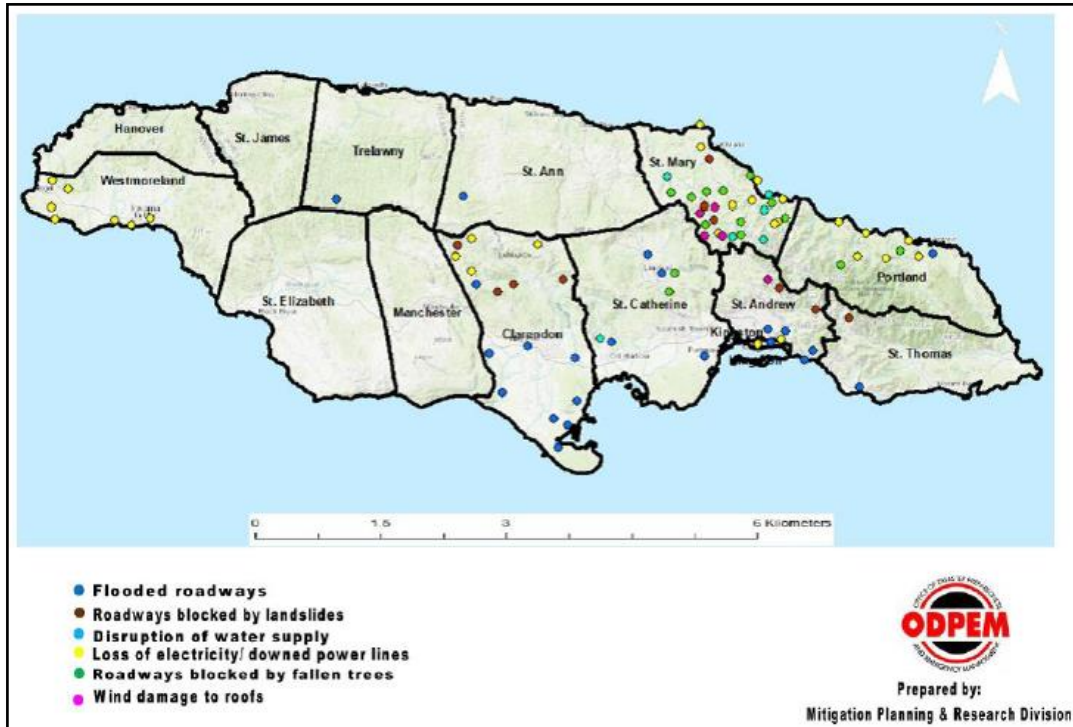 Hanover
St. James
Trelawny
St. Ann
St. Mary
Westmoreland
Portland
St. Elizabeth
Manchester
Clarendon
St. Catherine
St. Andrew
Kingston
St. Thomas
0 1.5 3 6 Kilometers
Flooded roadways
Roadways blocked by landslides
Disruption of water supply
Loss of electricity/ downed power lines
Roadways blocked by fallen trees
Wind damage to roofs
ODPEM
Prepared by:
Mitigation Planning & Research Division